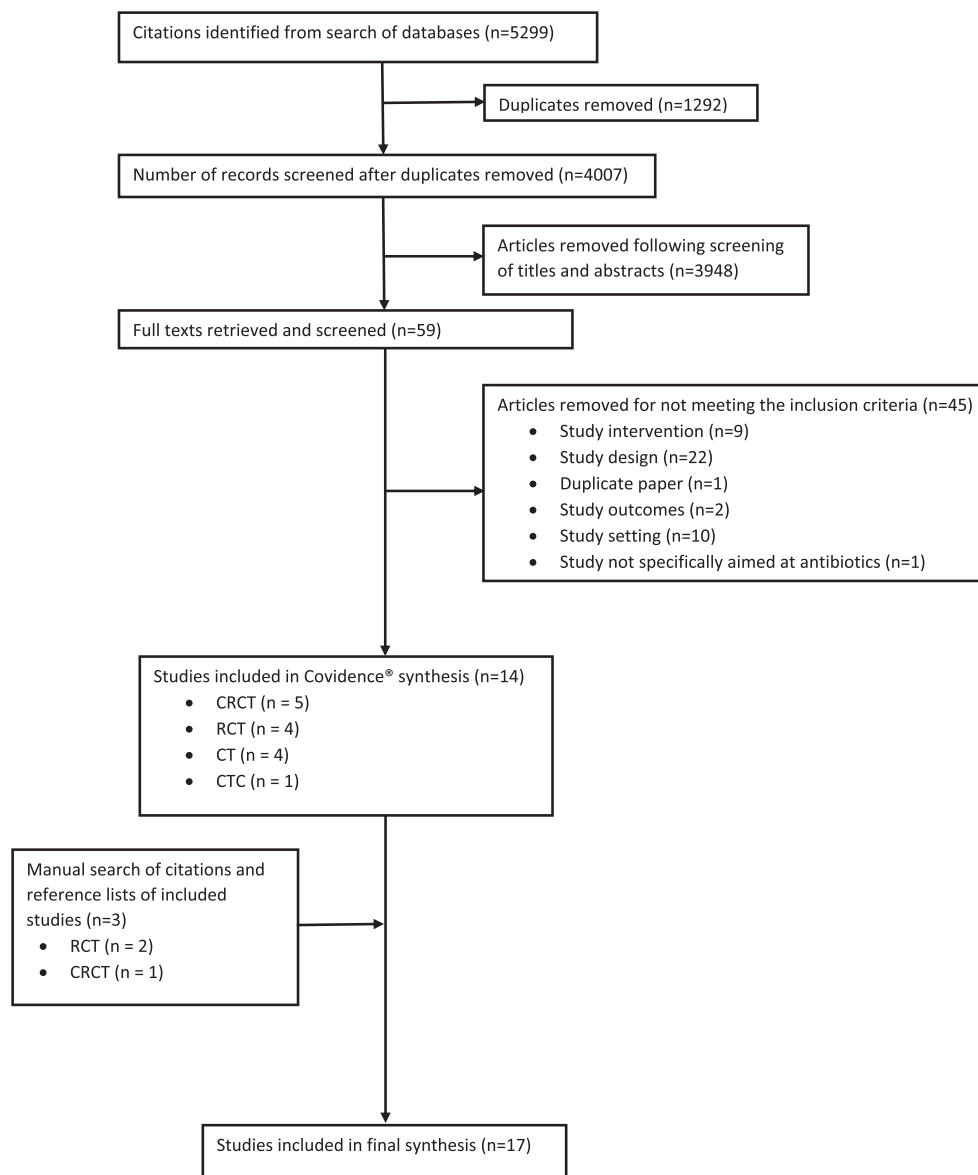 Citations identified from search of databases (n=5299)
Duplicates removed (n=1292)
Number of records screened after duplicates removed (n=4007)
Articles removed following screening
of titles and abstracts (n=3948)
Full texts retrieved and screened (n=59)
Articles removed for not meeting the inclusion criteria (n=45)
• Study intervention (n=9)
• Study design (n=22)
• Duplicate paper (n=1)
• Study outcomes (n=2)
• Study setting (n=10)
• Study not specifically aimed at antibiotics (n=1)
Studies included in Covidence® synthesis (n=14)
• CRCT (n = 5)
• RCT (n = 4)
• CT (n = 4)
• CTC (n = 1)
Manual search of citations and
reference lists of included
studies (n=3)
• RCT (n = 2)
• CRCT (n = 1)
Studies included in final synthesis (n=17)